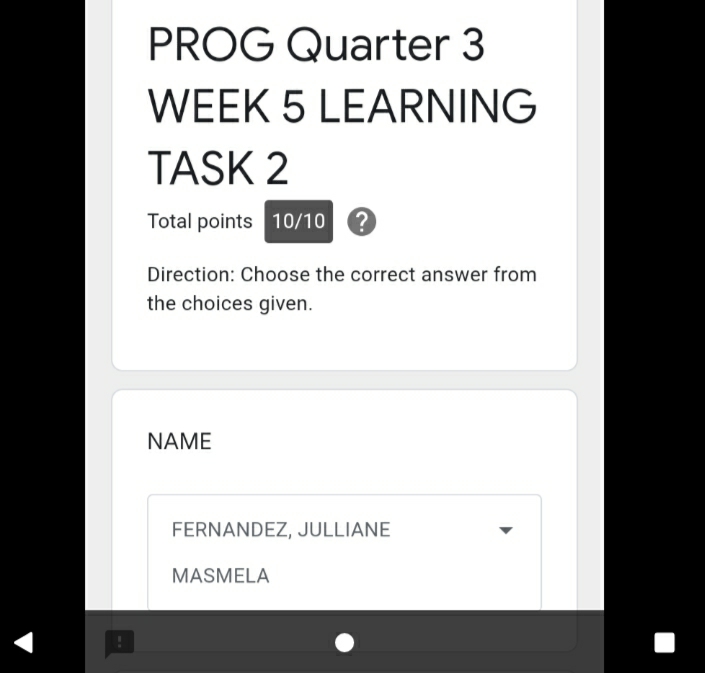 PROG Quarter 3
WEEK 5 LEARNING
TASK 2
Total points 10/10 ?
Direction: Choose the correct answer from
the choices given.
NAME
FERNANDEZ, JULLIANE
MASMELA
!